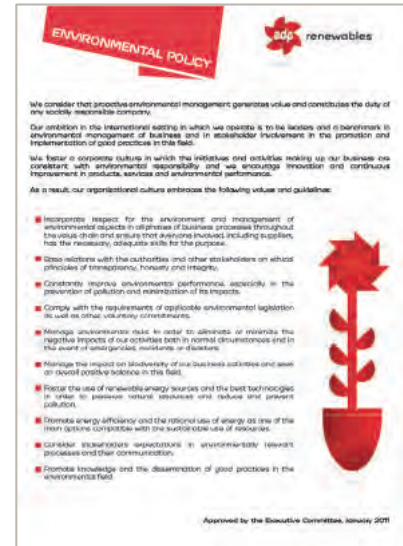 ENVIRONMENTAL POLICY
edp renewables
We consider that proactive environmental management generates value and constitutes the duty of
any socially responsible company.
Our ambition in the international setting in which we operate is to be leaders and a benchmark in
environmental management of business and in stakeholder involvement in the promotion and
implementation of good practices in this field.
We foster a corporate culture in which the initiatives and activities making up our business are
consistent with environmental responsibility and we encourage innovation and continuous
improvement in products, services and environmental performance.
As a result, our organizational culture embraces the following values and guidelines:
Incorporate respect for the environment and management of
environmental aspects in all phases of business processes throughout
the value chain and ensure that everyone involved, including suppliers,
has the necessary, adequate skills for the purpose.
Base relations with the authorities and other stakeholders on ethical
principles of transparency, honesty and integrity.
Constantly improve environmental performance, especially in the
prevention of pollution and minimization of its impacts.
Comply with the requirements of applicable environmental legislation
as well as other voluntary commitments.
Manage environmental risks in order to eliminate or minimize the
negative impacts of our activities both in normal circumstances and in
the event of emergencies, accidents or disasters.
Manage the impact on biodiversity of our business activities and seek
an overall positive balance in this field.
Foster the use of renewable energy sources and the best technologies
in order to preserve natural resources and reduce and prevent
pollution.
Promote energy efficiency and the rational use of energy as one of the
main options compatible with the sustainable use of resources.
Consider stakeholders expectations in environmentally relevant
processes and their communication.
Promote knowledge and the dissemination of good practices in the
environmental field.
Approved by the Executive Committee, January 2011